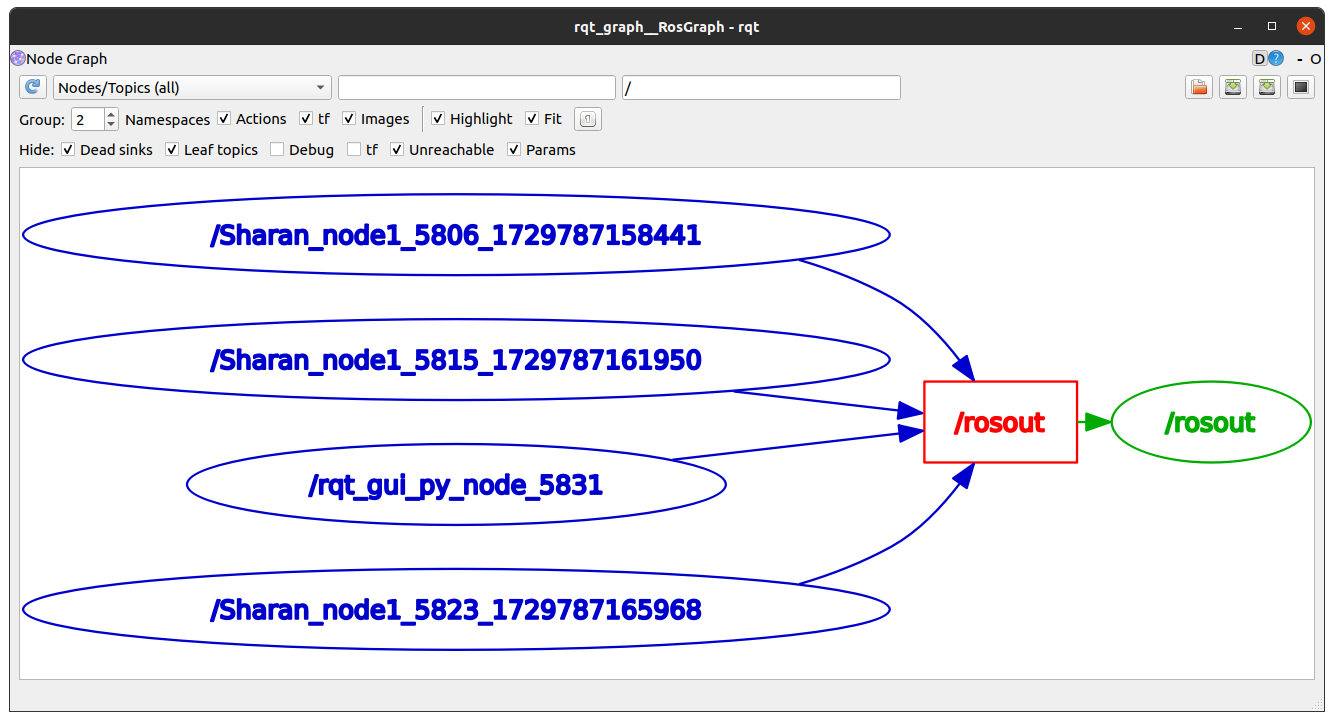 rqt_graph__RosGraph - rqt
Node Graph D ? - O
Nodes/Topics (all) /
Group: 2 Namespaces Actions tf Images Highlight Fit
Hide: Dead sinks Leaf topics Debug tf Unreachable Params
/Sharan_node1_5806_1729787158441
/Sharan_node1_5815_1729787161950
/rosout /rosout
/rqt_gui_py_node_5831
/Sharan_node1_5823_1729787165968